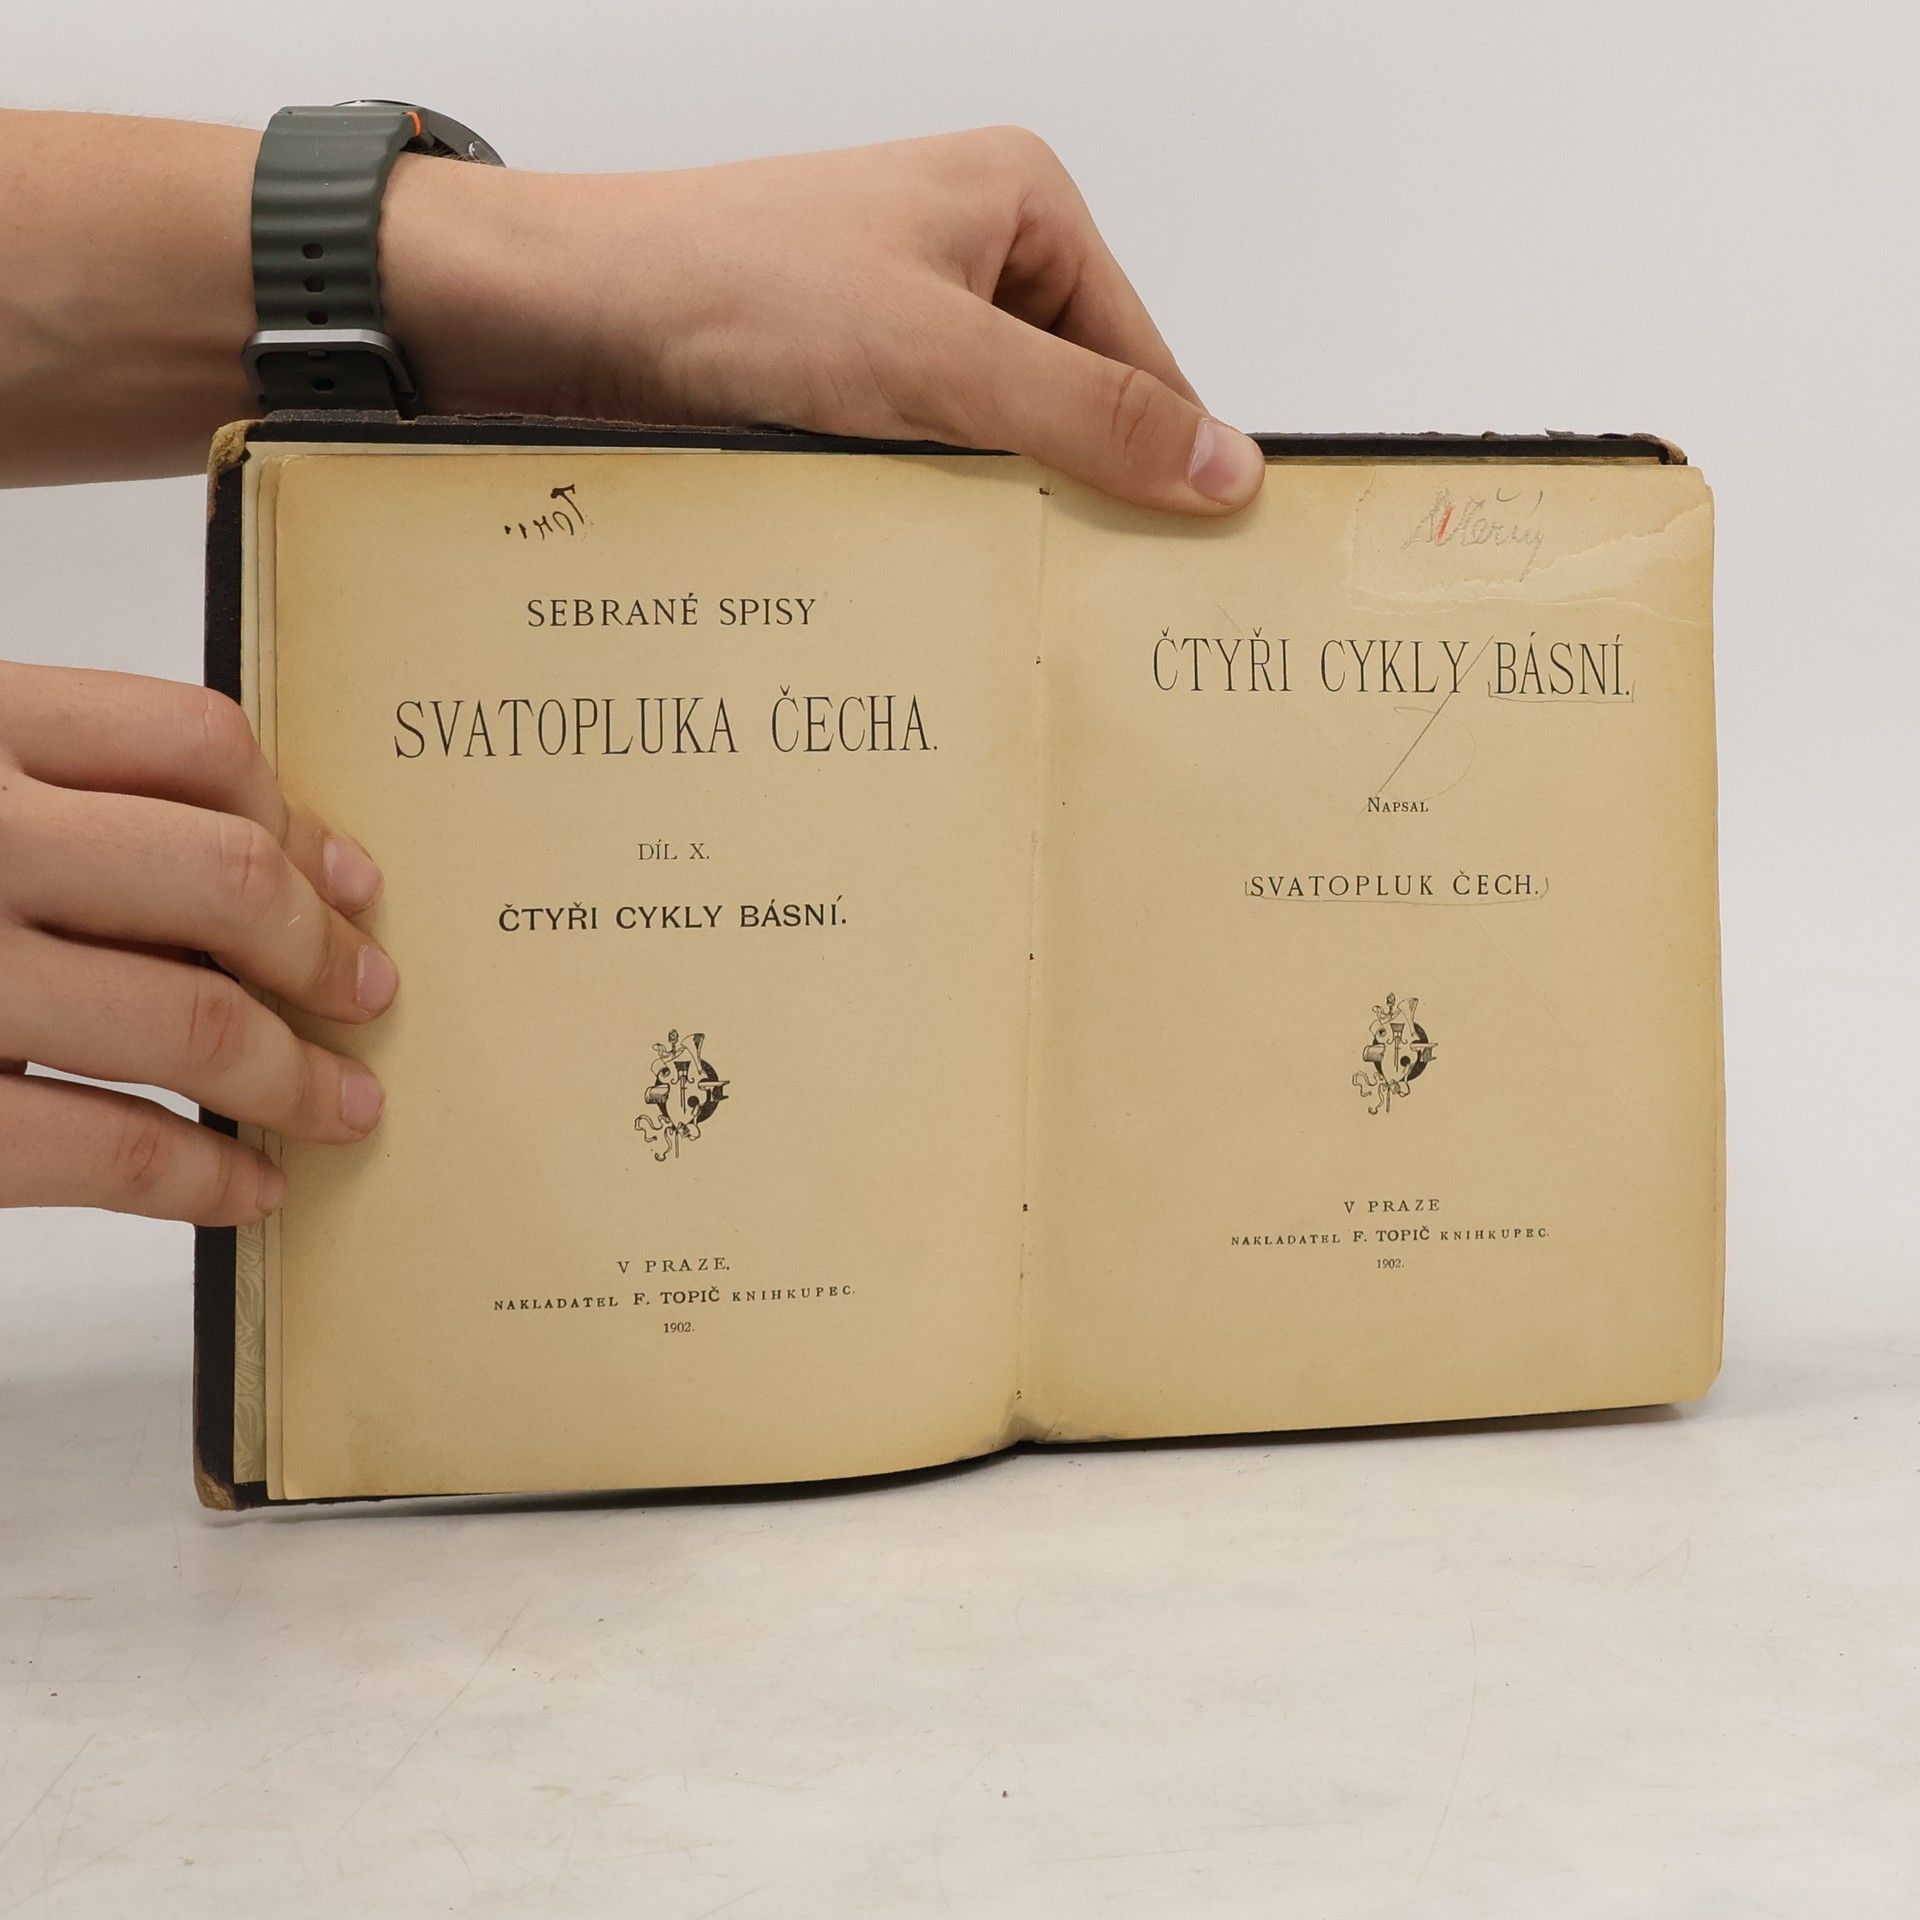 SEBRANÉ SPISY
SVATOPLUKA ČECHA.
DÍL X.
ČTYŘI CYKLY BÁSNÍ.
V PRAZE.
NAKLADATEL F. TOPIČ KNIHKUPEC.
1902.
ČTYŘI CYKLY BÁSNÍ.
NAPSAL
SVATOPLUK ČECH.
V PRAZE
NAKLADATEL F. TOPIČ KNIHKUPEC.
1902.